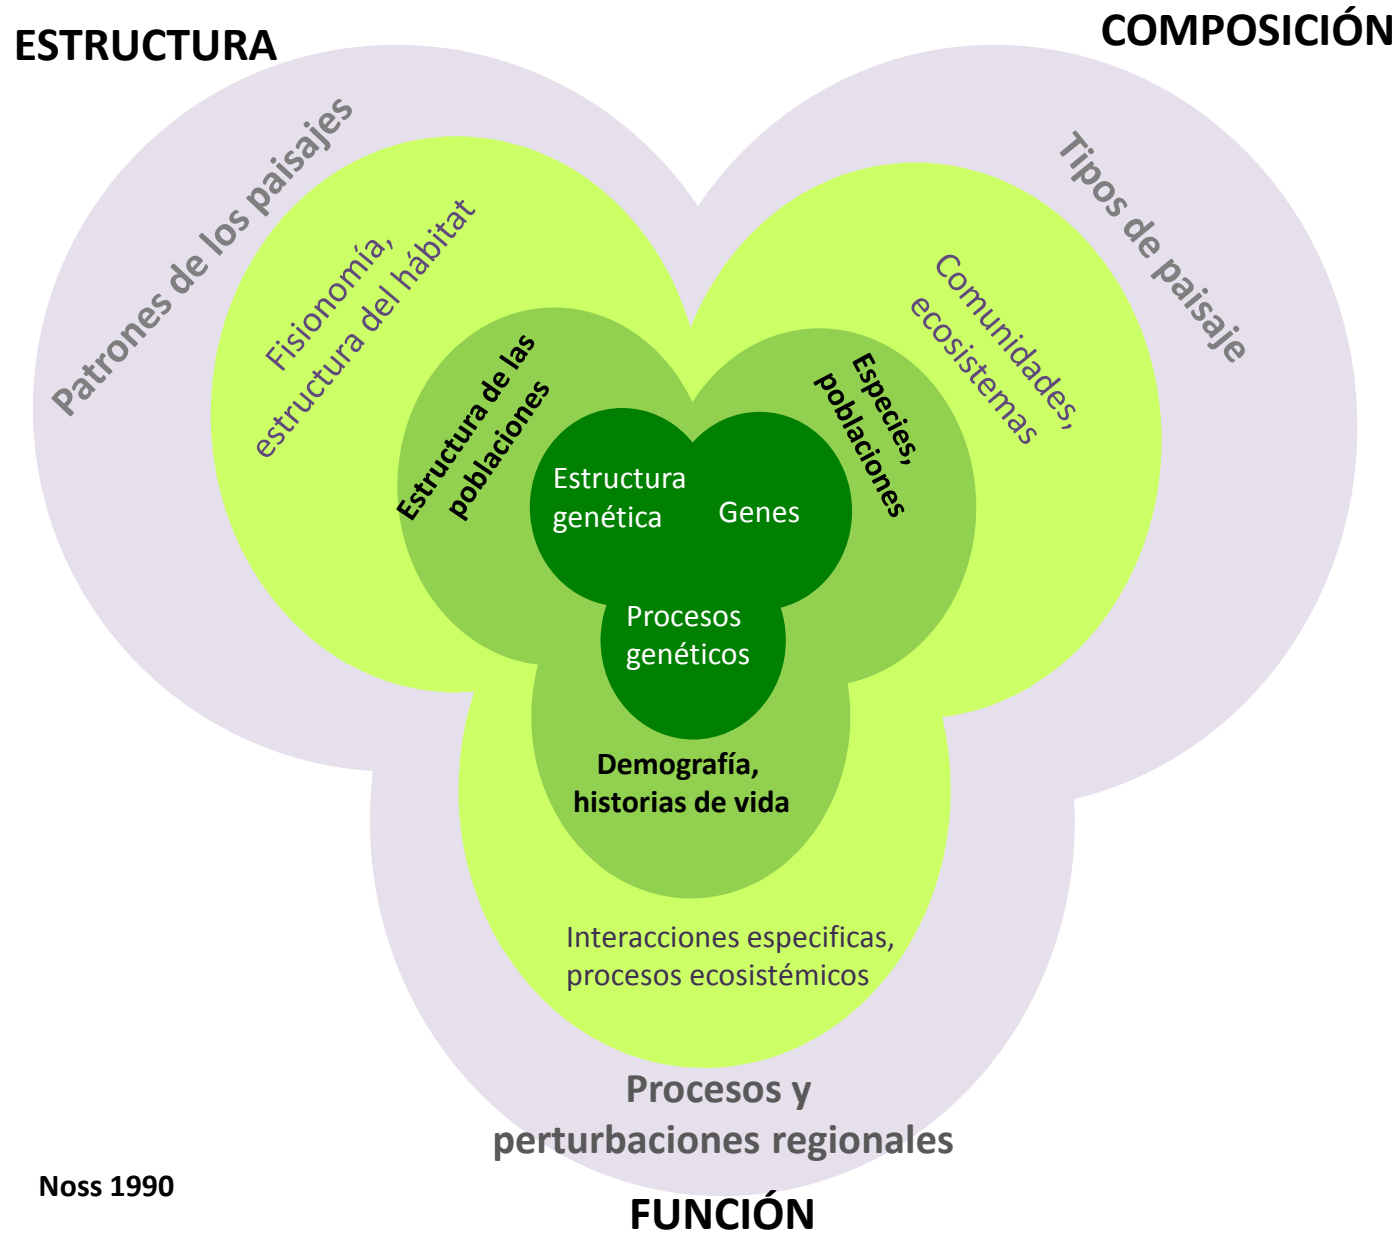 ESTRUCTURA
COMPOSICIÓN
Patrones de los paisajes
Tipos de paisaje
Fisionomía,
estructura del hábitat
Comunidades,
ecosistemas
Estructura de las
poblaciones
Especies,
poblaciones
Estructura
genética
Genes
Procesos
genéticos
Demografía,
historias de vida
Interacciones especificas,
procesos ecosistémicos
Procesos y
perturbaciones regionales
Noss 1990
FUNCIÓN